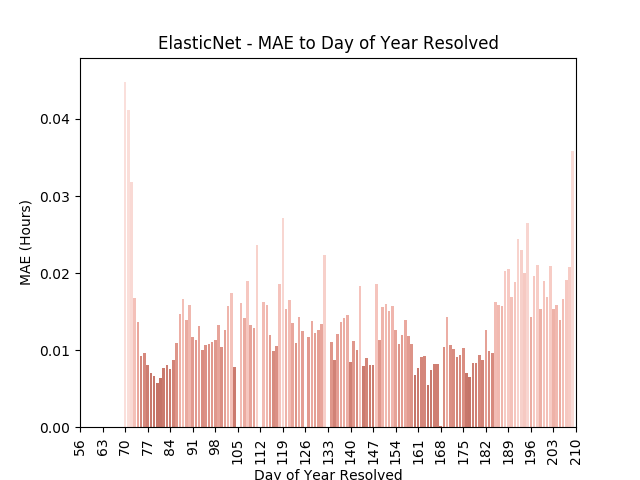 ElasticNet - MAE to Day of Year Resolved
MAE (Hours)
0.04
0.03
0.02
0.01
0.00
56 63 70 77 84 91 98 105 112 119 126 133 140 147 154 161 168 175 182 189 196 203 210
Day of Year Resolved